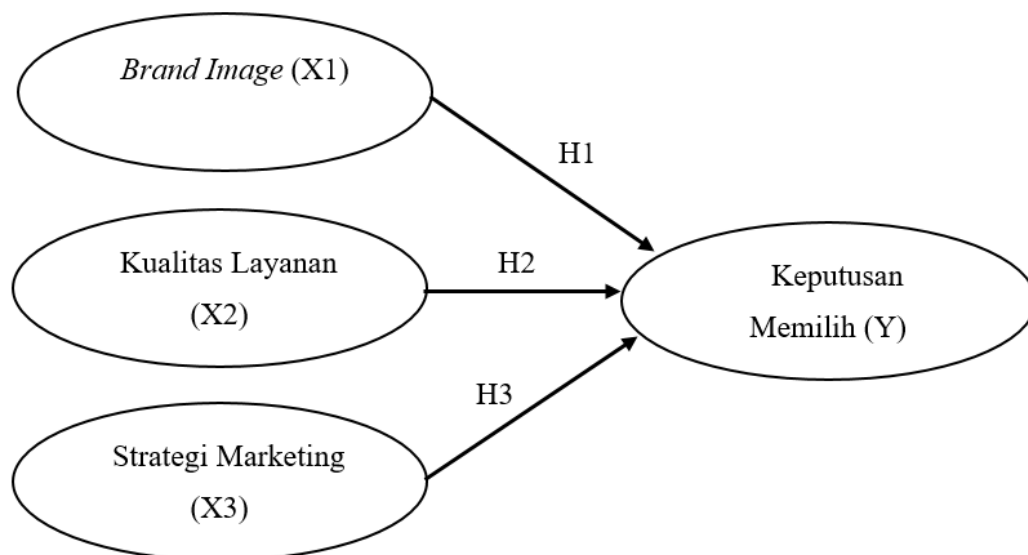 Brand Image (X1)
H1
Kualitas Layanan
(X2)
H2
Keputusan
Memilih (Y)
H3
Strategi Marketing
(X3)